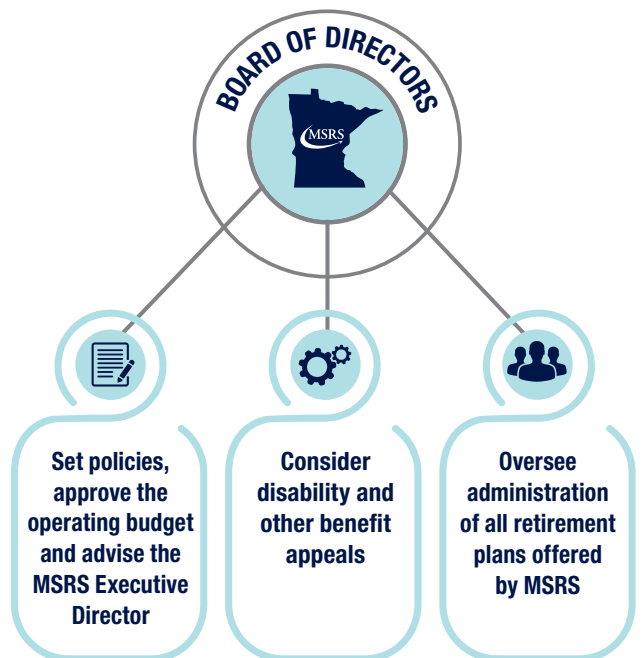 BOARD OF DIRECTORS
MSRS
Set policies,
approve the
operating budget
and advise the
MSRS Executive
Director
Consider
disability and
other benefit
appeals
Oversee
administration
of all retirement
plans offered
by MSRS